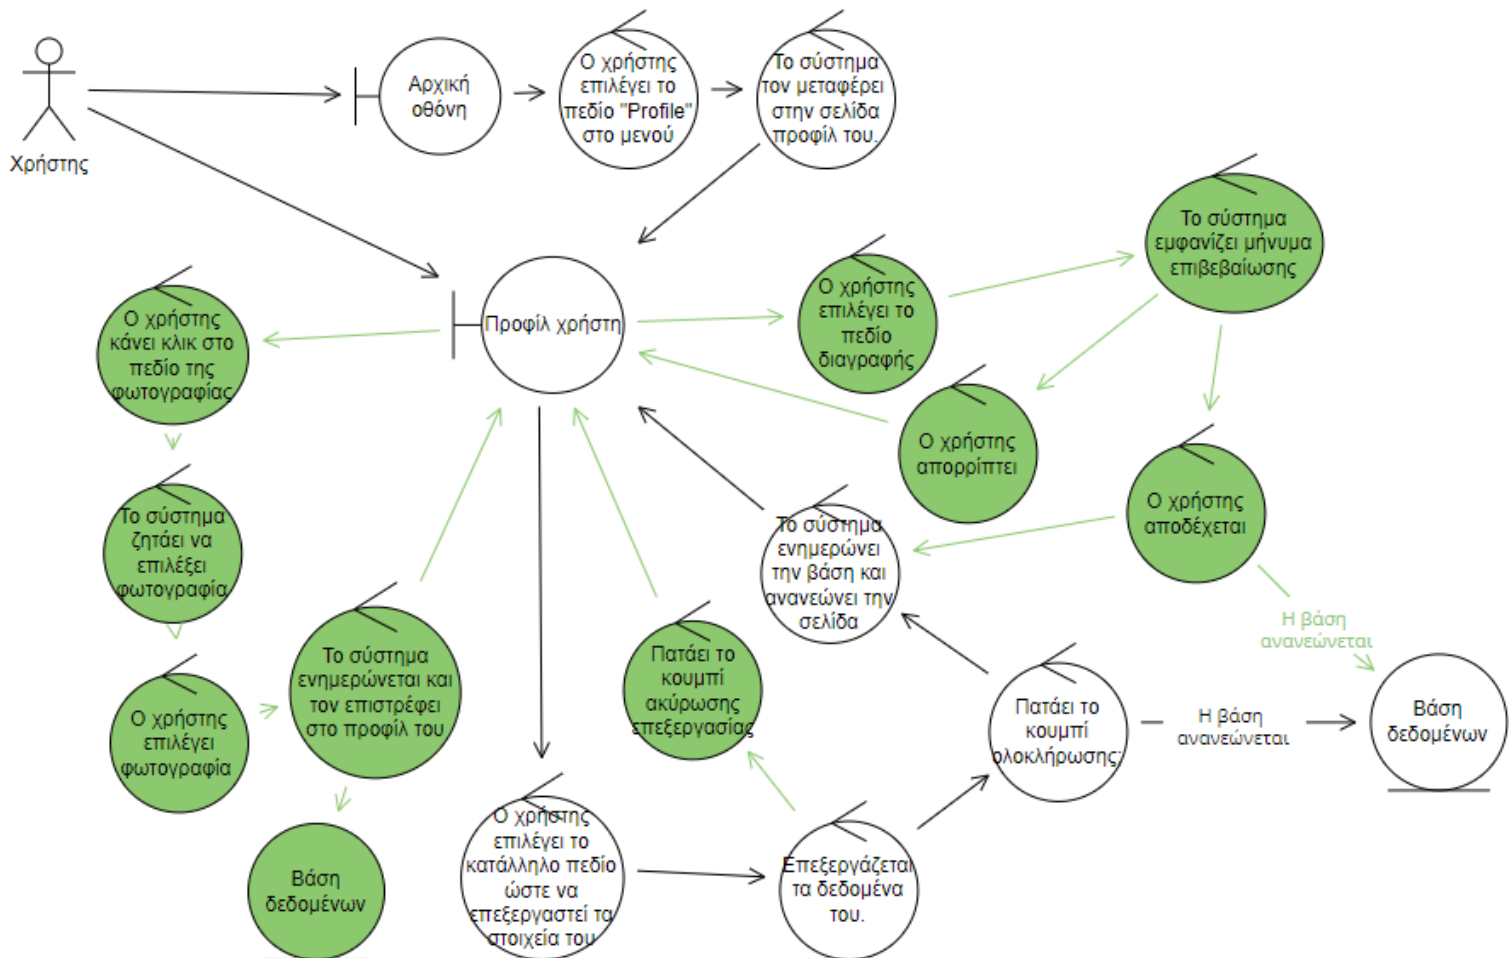 Χρήστης
Αρχική
οθόνη
Ο χρήστης
επιλέγει το
πεδίο "Profile"
στο μενού
Το σύστημα
τον μεταφέρει
στην σελίδα
προφίλ του.
Προφίλ χρήστη
Ο χρήστης
επιλέγει το
πεδίο
διαγραφής
Το σύστημα
εμφανίζει μήνυμα
επιβεβαίωσης
Ο χρήστης
απορρίπτει
Ο χρήστης
αποδέχεται
Η βάση
ανανεώνεται
Ο χρήστης
κάνει κλικ στο
πεδίο της
φωτογραφίας
Το σύστημα
ζητάει να
επιλέξει
φωτογραφία
Ο χρήστης
επιλέγει
φωτογραφία
Το σύστημα
ενημερώνεται και
τον επιστρέφει
στο προφίλ του
Βάση
δεδομένων
Το σύστημα
ενημερώνει
την βάση και
ανανεώνει την
σελίδα
Πατάει το
κουμπί
ακύρωσης
επεξεργασίας
Πατάει το
κουμπί
ολοκλήρωσης;
Η βάση
ανανεώνεται
Βάση
δεδομένων
Ο χρήστης
επιλέγει το
κατάλληλο πεδίο
ώστε να
επεξεργαστεί τα
στοιχεία του
Επεξεργάζεται
τα δεδομένα
του.